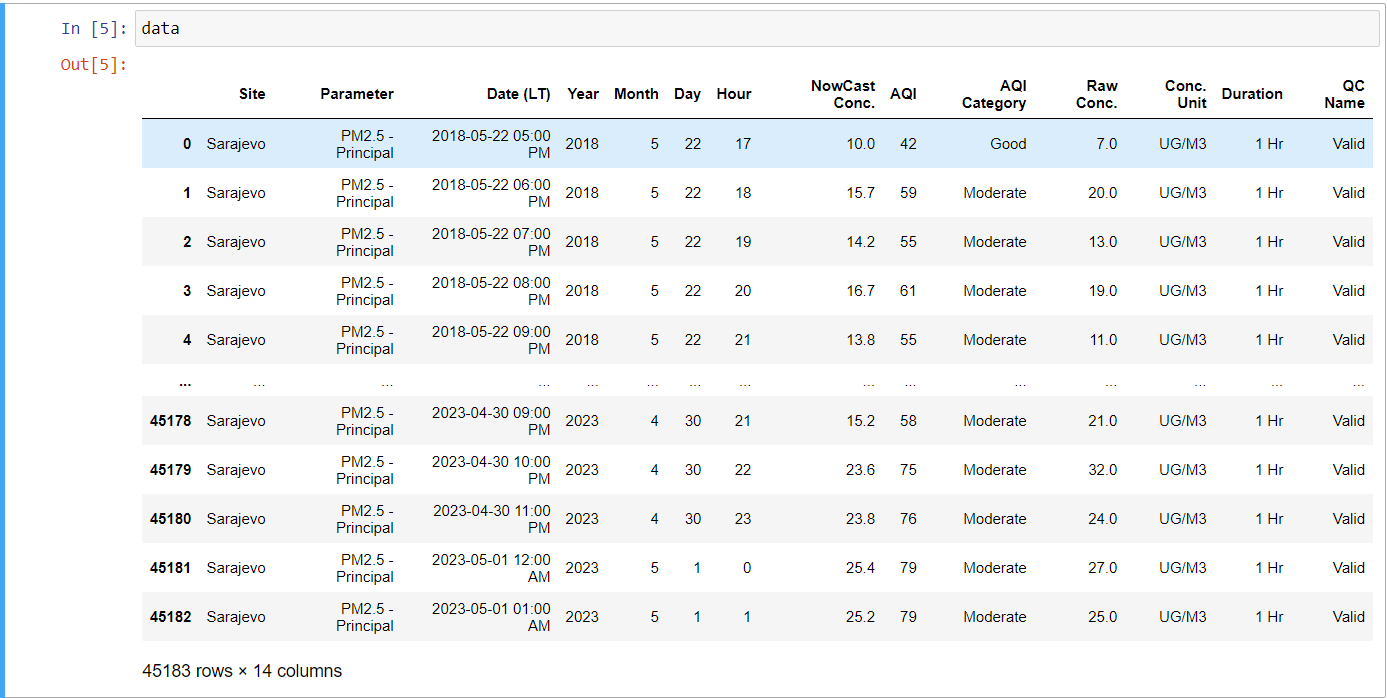 In [5]: data
Out[5]:
Site Parameter Date (LT) Year Month Day Hour NowCast Conc. AQI AQI Category Raw Conc. Conc. Unit Duration QC Name
0 Sarajevo PM2.5 - Principal 2018-05-22 05:00 PM 2018 5 22 17 10.0 42 Good 7.0 UG/M3 1 Hr Valid
1 Sarajevo PM2.5 - Principal 2018-05-22 06:00 PM 2018 5 22 18 15.7 59 Moderate 20.0 UG/M3 1 Hr Valid
2 Sarajevo PM2.5 - Principal 2018-05-22 07:00 PM 2018 5 22 19 14.2 55 Moderate 13.0 UG/M3 1 Hr Valid
3 Sarajevo PM2.5 - Principal 2018-05-22 08:00 PM 2018 5 22 20 16.7 61 Moderate 19.0 UG/M3 1 Hr Valid
4 Sarajevo PM2.5 - Principal 2018-05-22 09:00 PM 2018 5 22 21 13.8 55 Moderate 11.0 UG/M3 1 Hr Valid
... ... ... ... ... ... ... ... ... ... ... ... ... ... ...
45178 Sarajevo PM2.5 - Principal 2023-04-30 09:00 PM 2023 4 30 21 15.2 58 Moderate 21.0 UG/M3 1 Hr Valid
45179 Sarajevo PM2.5 - Principal 2023-04-30 10:00 PM 2023 4 30 22 23.6 75 Moderate 32.0 UG/M3 1 Hr Valid
45180 Sarajevo PM2.5 - Principal 2023-04-30 11:00 PM 2023 4 30 23 23.8 76 Moderate 24.0 UG/M3 1 Hr Valid
45181 Sarajevo PM2.5 - Principal 2023-05-01 12:00 AM 2023 5 1 0 25.4 79 Moderate 27.0 UG/M3 1 Hr Valid
45182 Sarajevo PM2.5 - Principal 2023-05-01 01:00 AM 2023 5 1 1 25.2 79 Moderate 25.0 UG/M3 1 Hr Valid
45183 rows × 14 columns